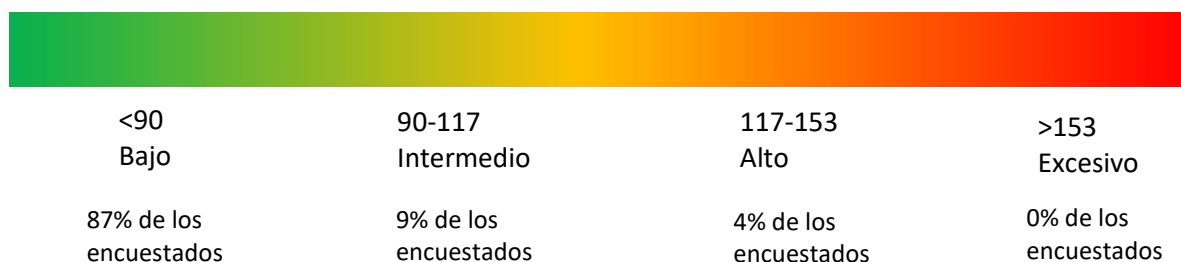 <90
Bajo
90-117
Intermedio
117-153
Alto
>153
Excesivo
87% de los
encuestados
9% de los
encuestados
4% de los
encuestados
0% de los
encuestados